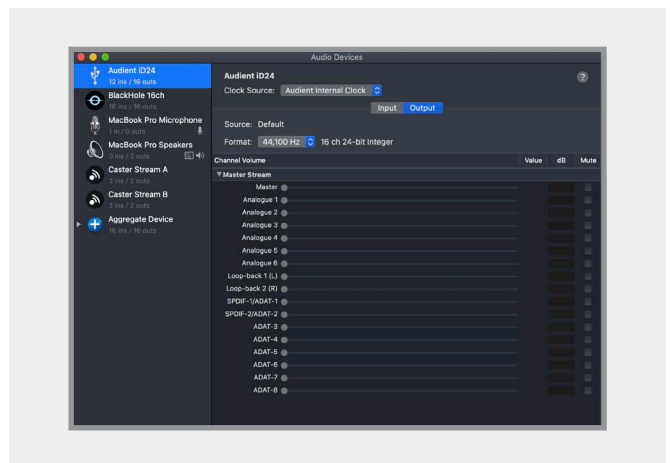 Audio Devices
Audient iD24
12 ins / 16 outs
BlackHole 16ch
16 ins / 16 outs
MacBook Pro Microphone
1 in / 0 outs
MacBook Pro Speakers
0 ins / 2 outs
Caster Stream A
2 ins / 2 outs
Caster Stream B
2 ins / 2 outs
Aggregate Device
16 ins / 16 outs
Audient iD24
?
Clock Source: Audient Internal Clock
Input Output
Source: Default
Format: 44,100 Hz 16 ch 24-bit Integer
Channel Volume Value dB Mute
Master Stream
Master
Analogue 1
Analogue 2
Analogue 3
Analogue 4
Analogue 5
Analogue 6
Loop-back 1 (L)
Loop-back 2 (R)
SPDIF-1/ADAT-1
SPDIF-2/ADAT-2
ADAT-3
ADAT-4
ADAT-5
ADAT-6
ADAT-7
ADAT-8